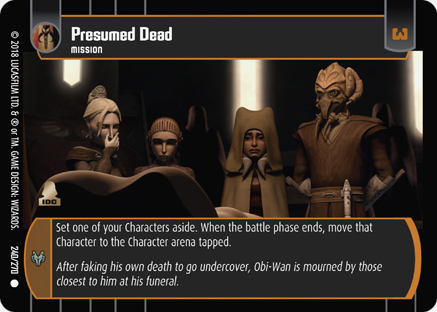 Presumed Dead
MISSION
3
© 2018 LUCASFILM LTD. & ® or TM. GAME DESIGN: WIZARDS.
240/270
IDC
Set one of your Characters aside. When the battle phase ends, move that
Character to the Character arena tapped.
After faking his own death to go undercover, Obi-Wan is mourned by those
closest to him at his funeral.